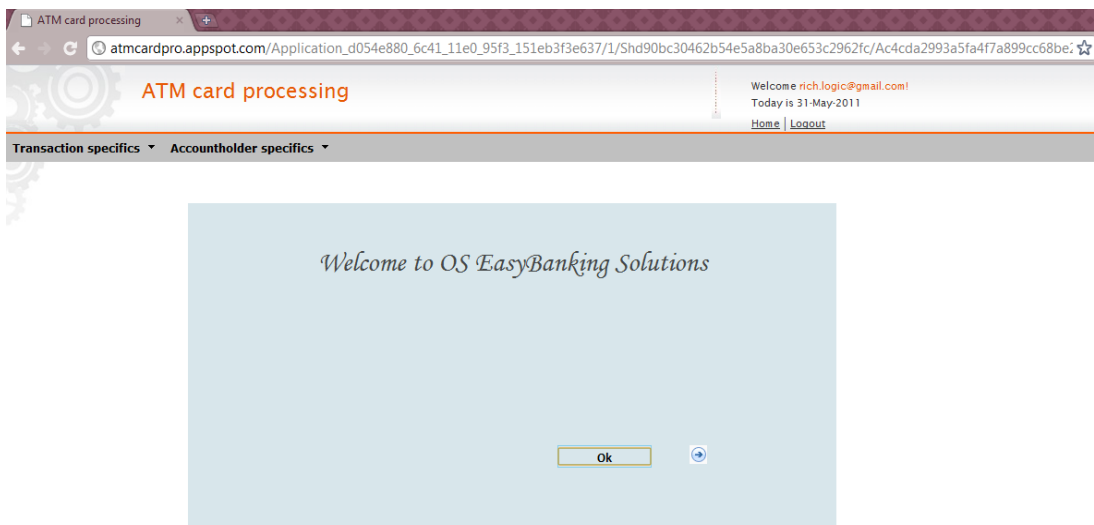 ATM card processing
atmcardpro.appspot.com/Application_d054e880_6c41_11e0_95f3_151eb3f3e637/1/Shd90bc30462b54e5a8ba30e653c2962fc/Ac4cda2993a5fa4f7a899cc68be2
ATM card processing
Welcome rich.logic@gmail.com!
Today is 31-May-2011
Home | Logout
Transaction specifics Accountholder specifics
Welcome to OS EasyBanking Solutions
Ok